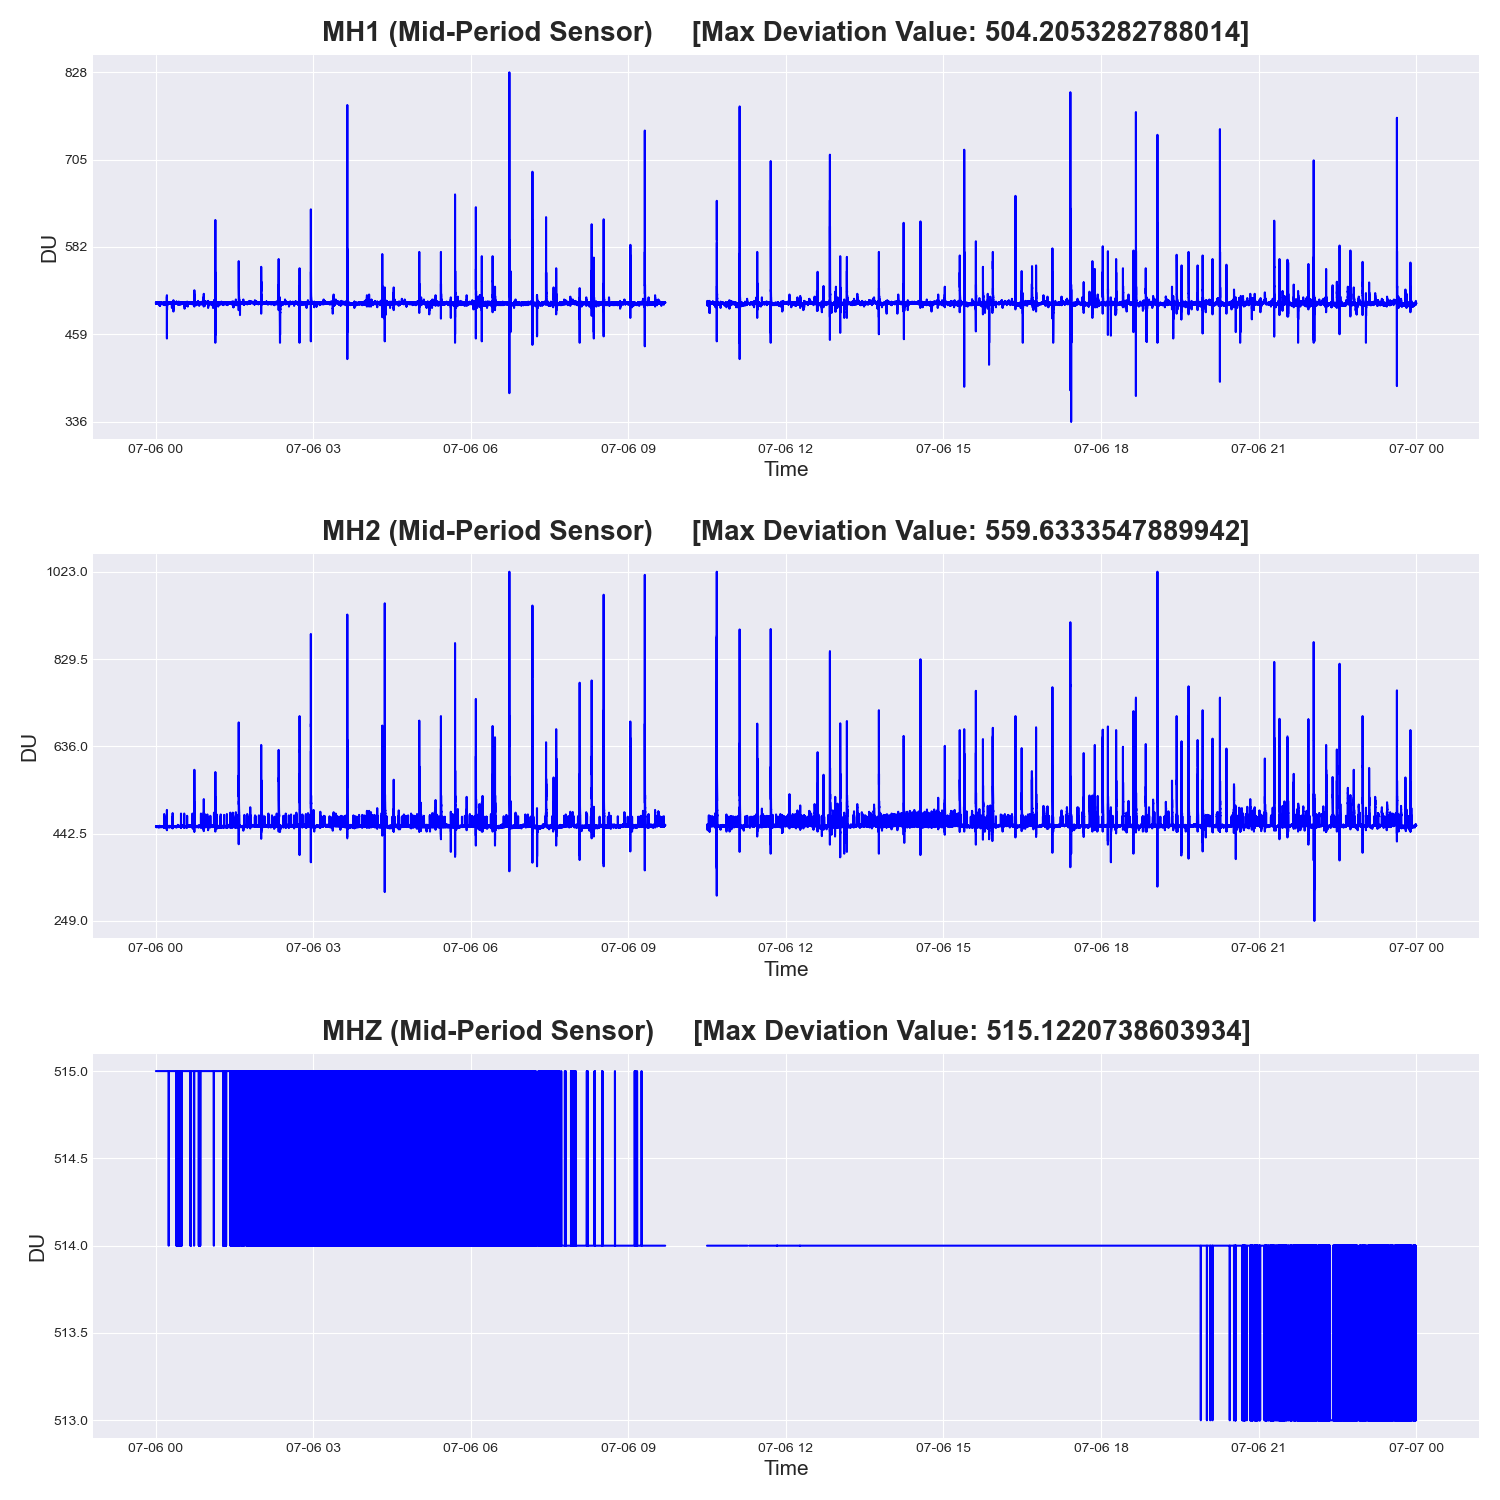 MH1 (Mid-Period Sensor) [Max Deviation Value: 504.2053282788014]
828
705
582
459
336
DU
07-06 00 07-06 03 07-06 06 07-06 09 07-06 12 07-06 15 07-06 18 07-06 21 07-07 00
Time
MH2 (Mid-Period Sensor) [Max Deviation Value: 559.6333547889942]
1023.0
829.5
636.0
442.5
249.0
DU
07-06 00 07-06 03 07-06 06 07-06 09 07-06 12 07-06 15 07-06 18 07-06 21 07-07 00
Time
MHZ (Mid-Period Sensor) [Max Deviation Value: 515.1220738603934]
515.0
514.5
514.0
513.5
513.0
DU
07-06 00 07-06 03 07-06 06 07-06 09 07-06 12 07-06 15 07-06 18 07-06 21 07-07 00
Time